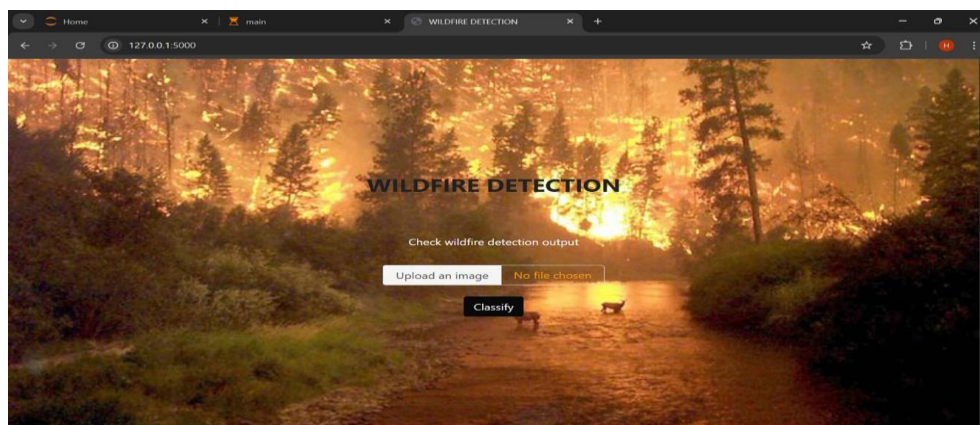 Home
main
WILDFIRE DETECTION
127.0.0.1:5000
H
WILDFIRE DETECTION
Check wildfire detection output
Upload an image No file chosen
Classify